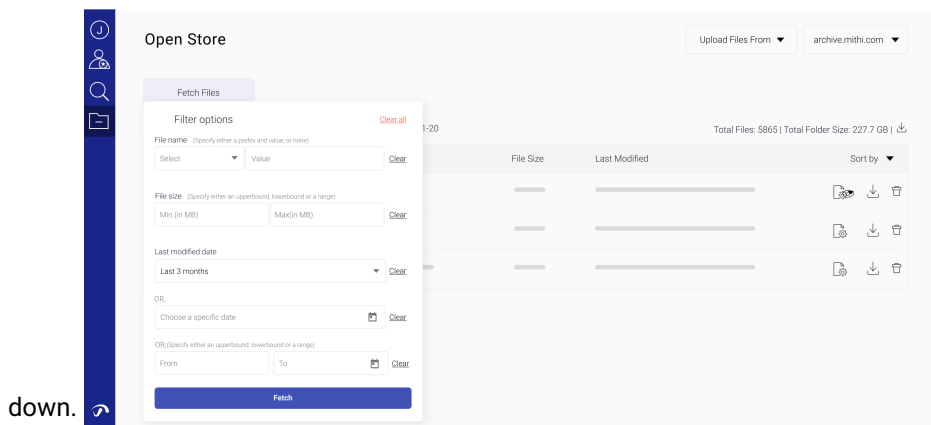 J
Open Store
Upload Files From
archive.mithi.com
Fetch Files
Filter options
Clear all
File name (Specify either a prefex and value, or none)
Select
Value
Clear
File size (Specify either an upperbound, lowerbound or a range)
Min (in MB)
Max(in MB)
Clear
Last modified date
Last 3 months
Clear
OR,
Choose a specific date
Clear
OR,(Specify either an upperbound, lowerbound or a range)
From
To
Clear
Fetch
1-20
Total Files: 5865 | Total Folder Size: 227.7 GB |
File Size
Last Modified
Sort by
down.